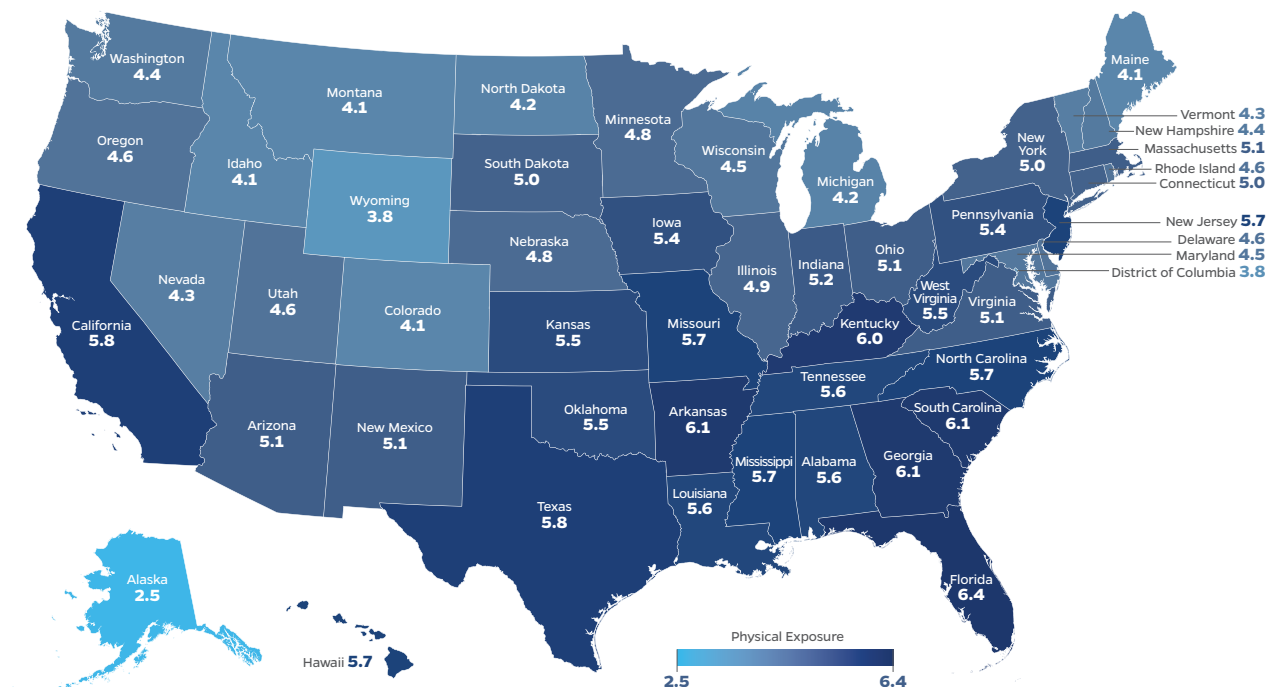 Washington
4.4
Oregon
4.6
California
5.8
Idaho
4.1
Nevada
4.3
Montana
4.1
Wyoming
3.8
Utah
4.6
Colorado
4.1
Arizona
5.1
New Mexico
5.1
North Dakota
4.2
South Dakota
5.0
Nebraska
4.8
Kansas
5.5
Oklahoma
5.5
Texas
5.8
Minnesota
4.8
Iowa
5.4
Missouri
5.7
Arkansas
6.1
Louisiana
5.6
Wisconsin
4.5
Illinois
4.9
Michigan
4.2
Indiana
5.2
Ohio
5.1
Kentucky
6.0
Tennessee
5.6
Mississippi
5.7
Alabama
5.6
Georgia
6.1
Florida
6.4
South Carolina
6.1
North Carolina
5.7
Virginia
5.1
West
Virginia
5.5
Pennsylvania
5.4
New
York
5.0
Maine
4.1
Vermont 4.3
New Hampshire 4.4
Massachusetts 5.1
Rhode Island 4.6
Connecticut 5.0
New Jersey 5.7
Delaware 4.6
Maryland 4.5
District of Columbia 3.8
Alaska
2.5
Hawaii 5.7
Physical Exposure
2.5 6.4